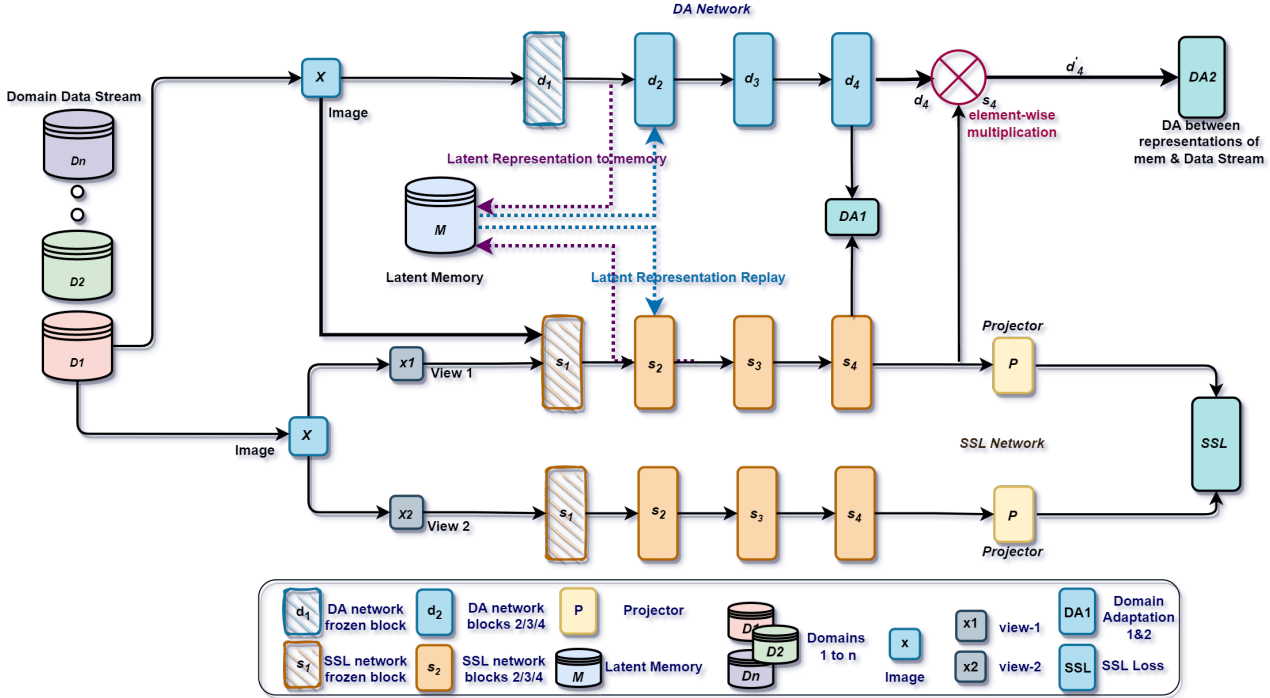 DA Network
Domain Data Stream
Dn
D2
D1
X
Image
d1
d2
d3
d4
d4
s4
d'4
DA2
element-wise
multiplication
DA between
representations of
mem & Data Stream
Latent Representation to memory
M
Latent Memory
Latent Representation Replay
DA1
x1
View 1
s1
s2
s3
s4
Projector
P
X
Image
SSL
SSL Network
x2
View 2
s1
s2
s3
s4
P
Projector
d1
DA network
frozen block
d2
DA network
blocks 2/3/4
P
Projector
D1
D2
Dn
Domains
1 to n
x
Image
x1
view-1
DA1
Domain
Adaptation
1&2
s1
SSL network
frozen block
s2
SSL network
blocks 2/3/4
M
Latent Memory
x2
view-2
SSL
SSL Loss